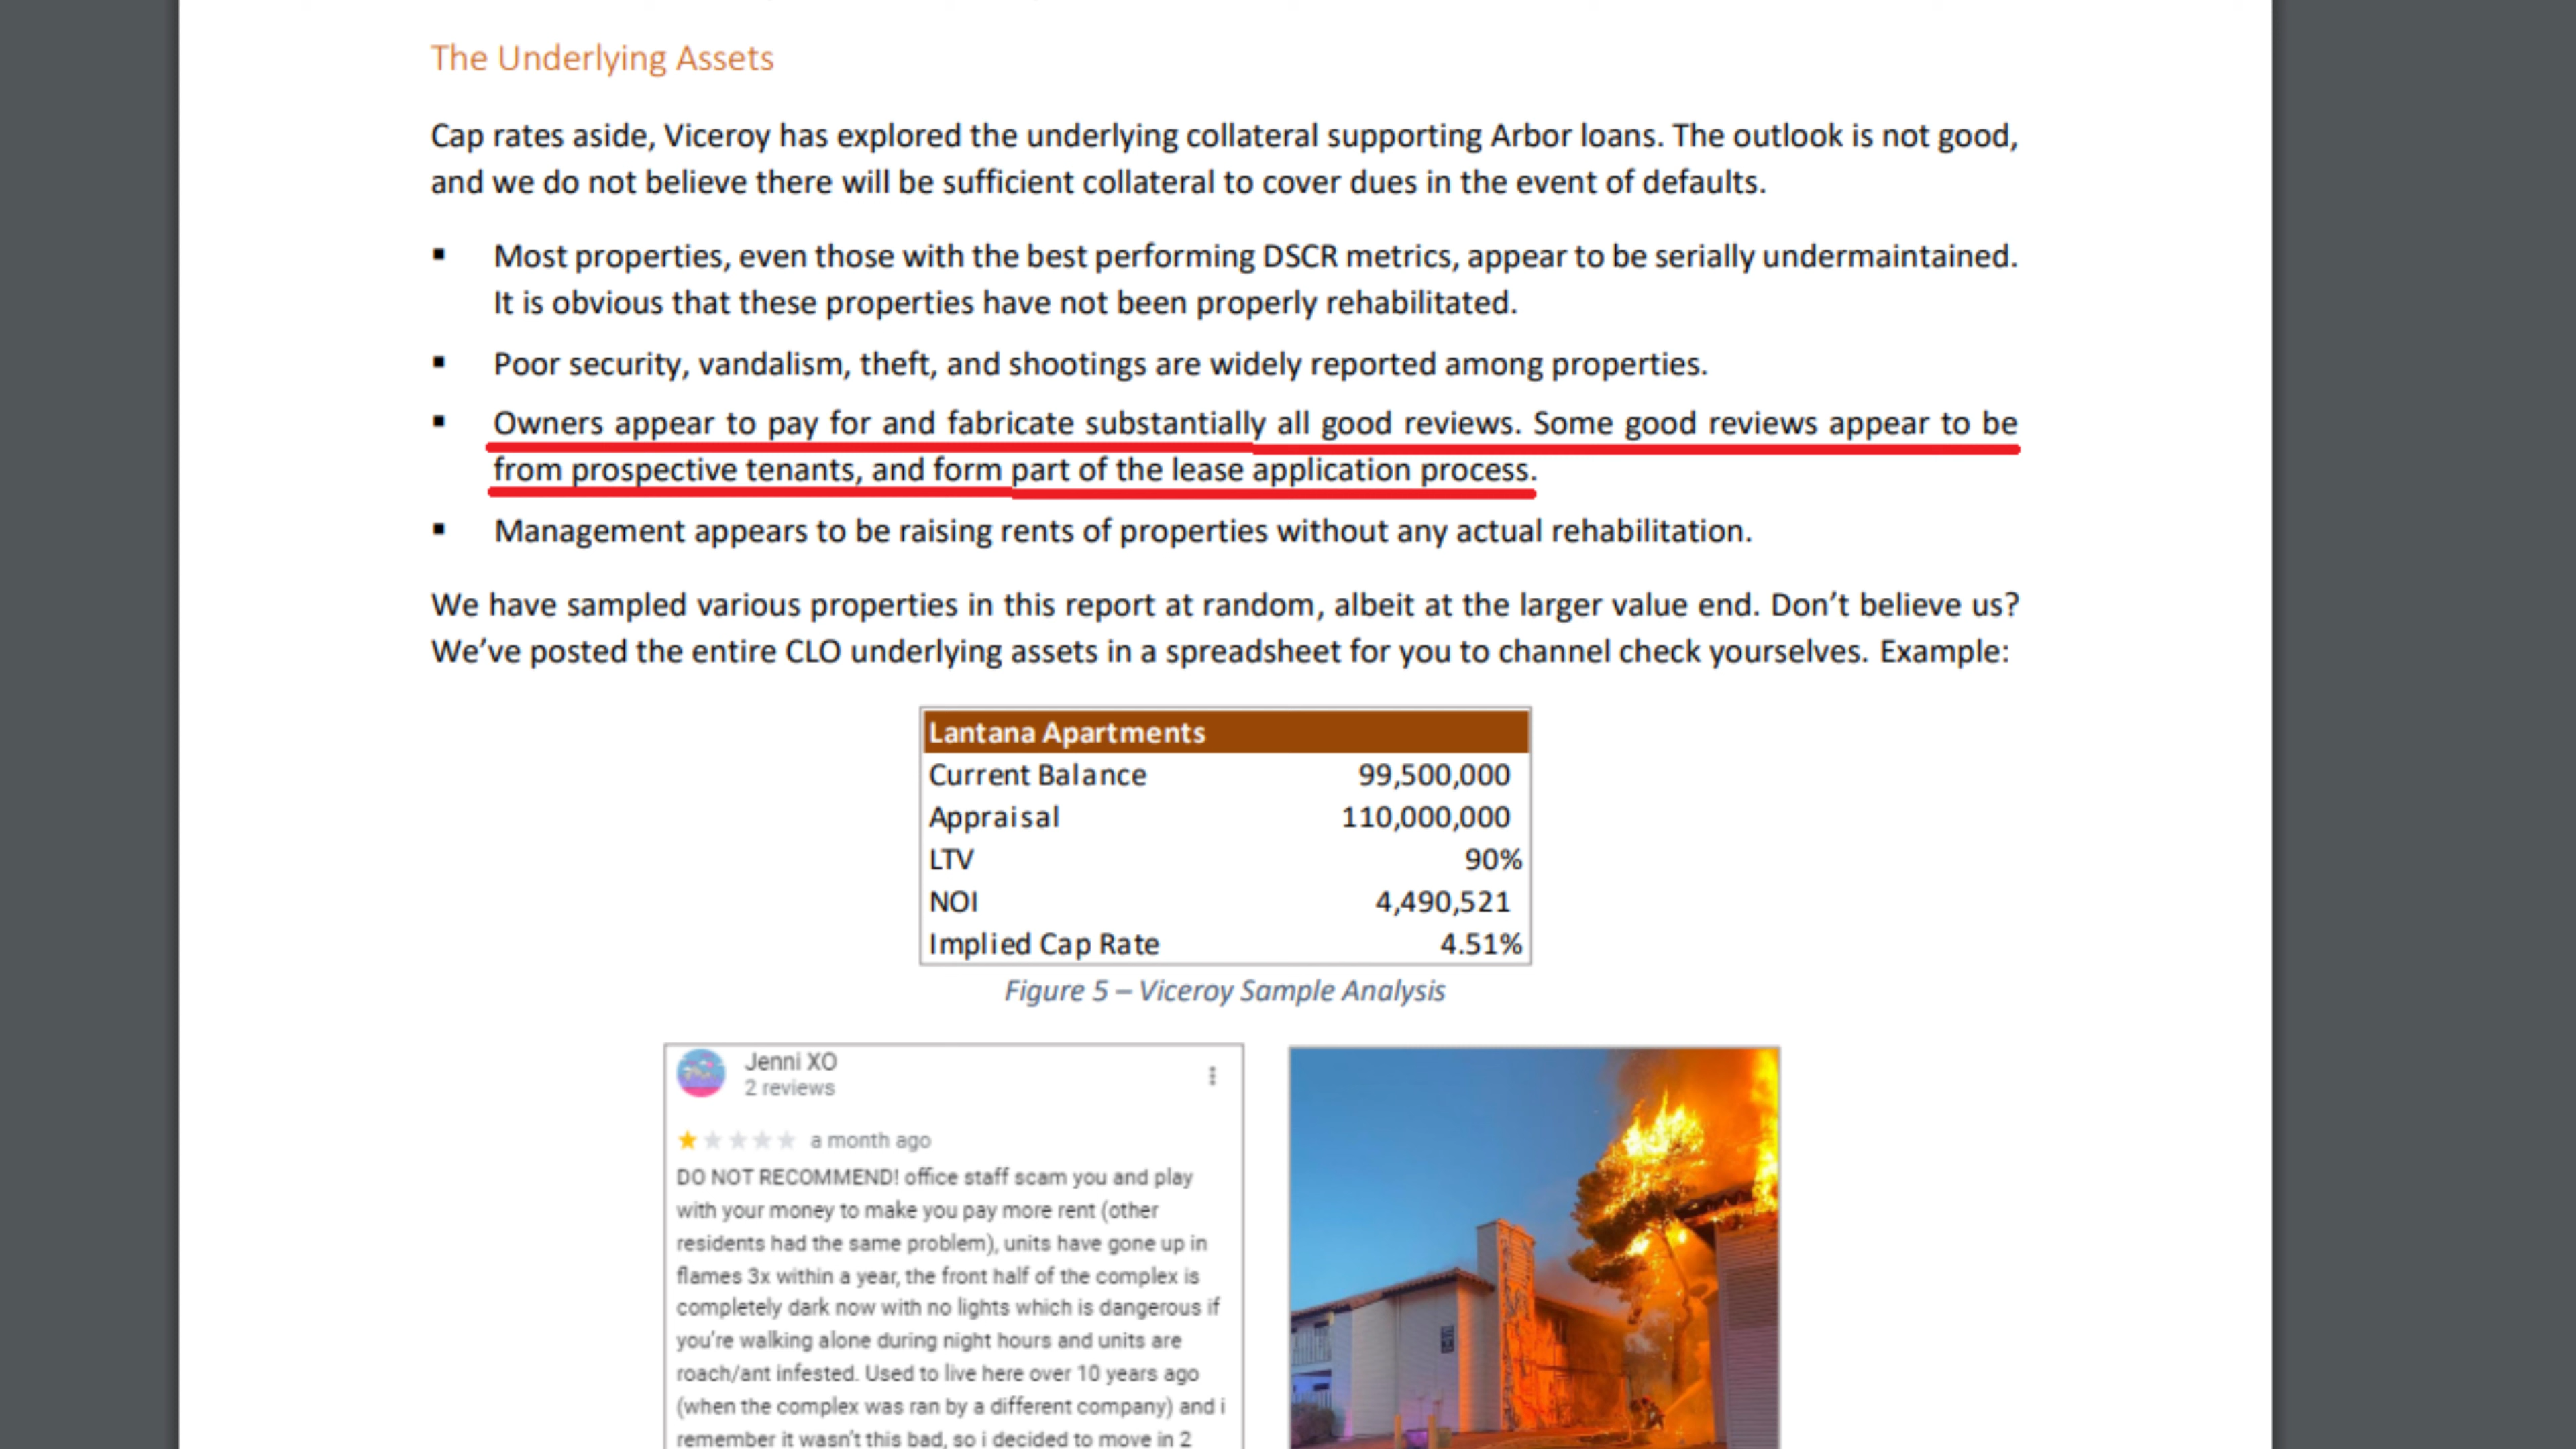 The Underlying Assets
Cap rates aside, Viceroy has explored the underlying collateral supporting Arbor loans. The outlook is not good,
and we do not believe there will be sufficient collateral to cover dues in the event of defaults.
▪ Most properties, even those with the best performing DSCR metrics, appear to be serially undermaintained.
It is obvious that these properties have not been properly rehabilitated.
▪ Poor security, vandalism, theft, and shootings are widely reported among properties.
▪ Owners appear to pay for and fabricate substantially all good reviews. Some good reviews appear to be
from prospective tenants, and form part of the lease application process.
▪ Management appears to be raising rents of properties without any actual rehabilitation.
We have sampled various properties in this report at random, albeit at the larger value end. Don't believe us?
We've posted the entire CLO underlying assets in a spreadsheet for you to channel check yourselves. Example:
Lantana Apartments
Current Balance 99,500,000
Appraisal 110,000,000
LTV 90%
NOI 4,490,521
Implied Cap Rate 4.51%
Figure 5 – Viceroy Sample Analysis
Jenni XO
2 reviews
a month ago
DO NOT RECOMMEND! office staff scam you and play
with your money to make you pay more rent (other
residents had the same problem), units have gone up in
flames 3x within a year, the front half of the complex is
completely dark now with no lights which is dangerous if
you're walking alone during night hours and units are
roach/ant infested. Used to live here over 10 years ago
(when the complex was ran by a different company) and i
remember it wasn't this bad, so i decided to move in 2